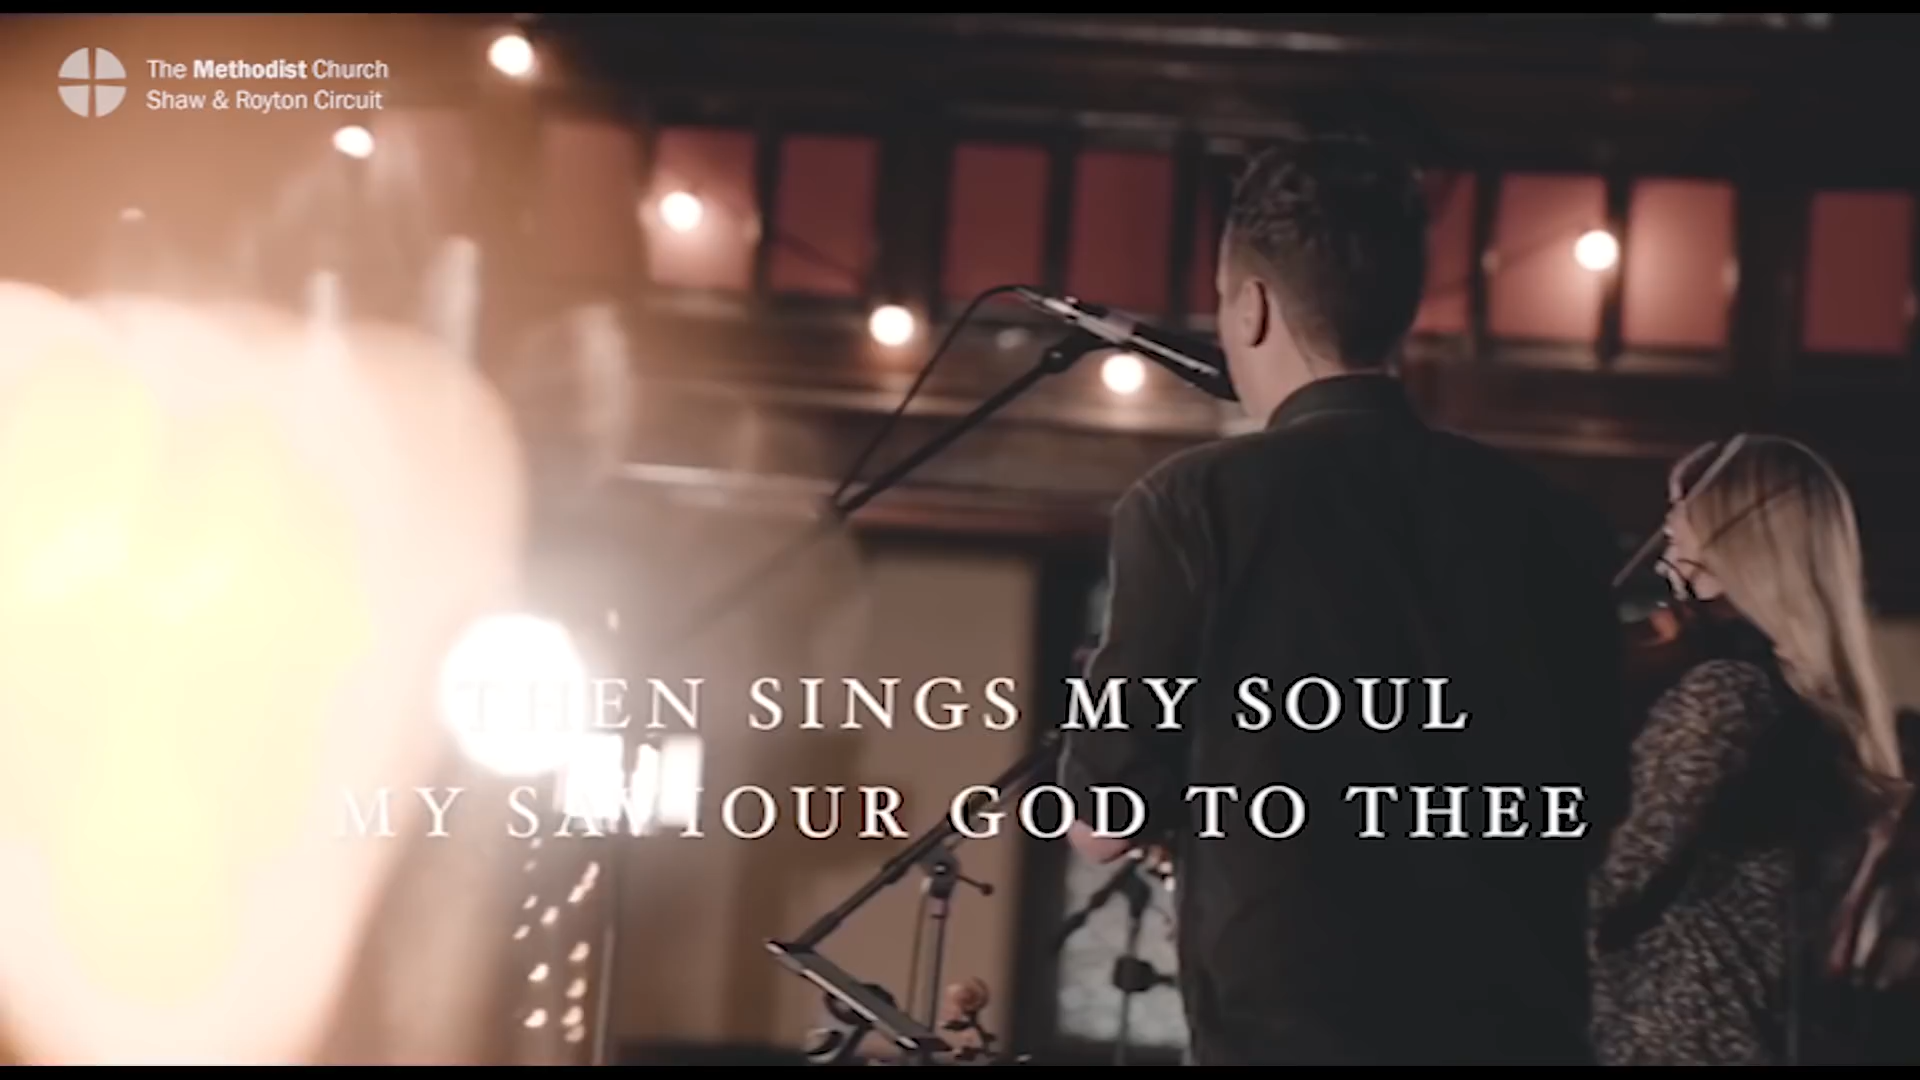 The Methodist Church
Shaw & Royton Circuit
THEN SINGS MY SOUL
MY SAVIOUR GOD TO THEE